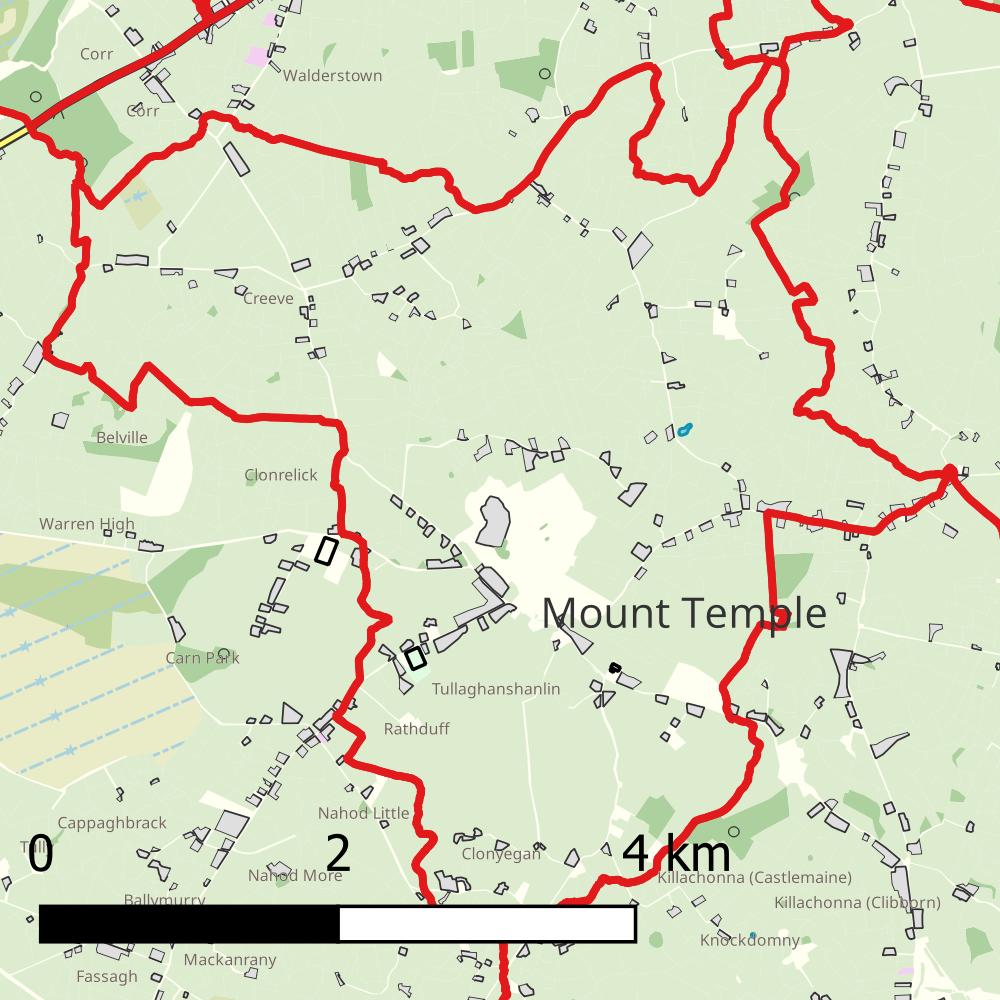 Corr
Walderstown
Corr
Creeve
Belville
Clonrelick
Warren High
Mount Temple
Carn Park
Tullaghanshanlin
Rathduff
Nahod Little
Cappaghbrack
Clonyegan
0 2 4 km
Nahod More
Killachonna (Castlemaine)
Ballymurry
Killachonna (Clibborn)
Knockdomny
Mackanrany
Fassagh